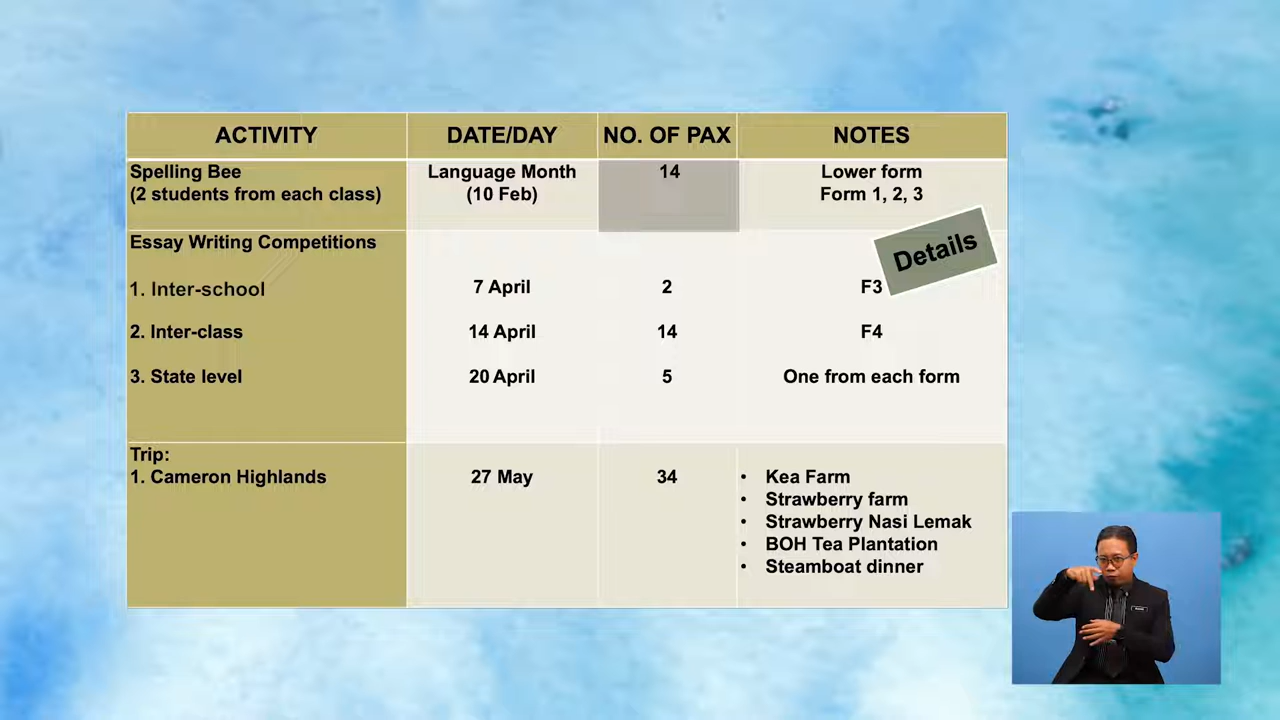 ACTIVITY DATE/DAY NO. OF PAX NOTES
Spelling Bee Language Month 14 Lower form
(2 students from each class) (10 Feb) Form 1, 2, 3
Essay Writing Competitions
Details
1. Inter-school 7 April 2 F3
2. Inter-class 14 April 14 F4
3. State level 20 April 5 One from each form
Trip:
1. Cameron Highlands 27 May 34 • Kea Farm
• Strawberry farm
• Strawberry Nasi Lemak
• BOH Tea Plantation
• Steamboat dinner